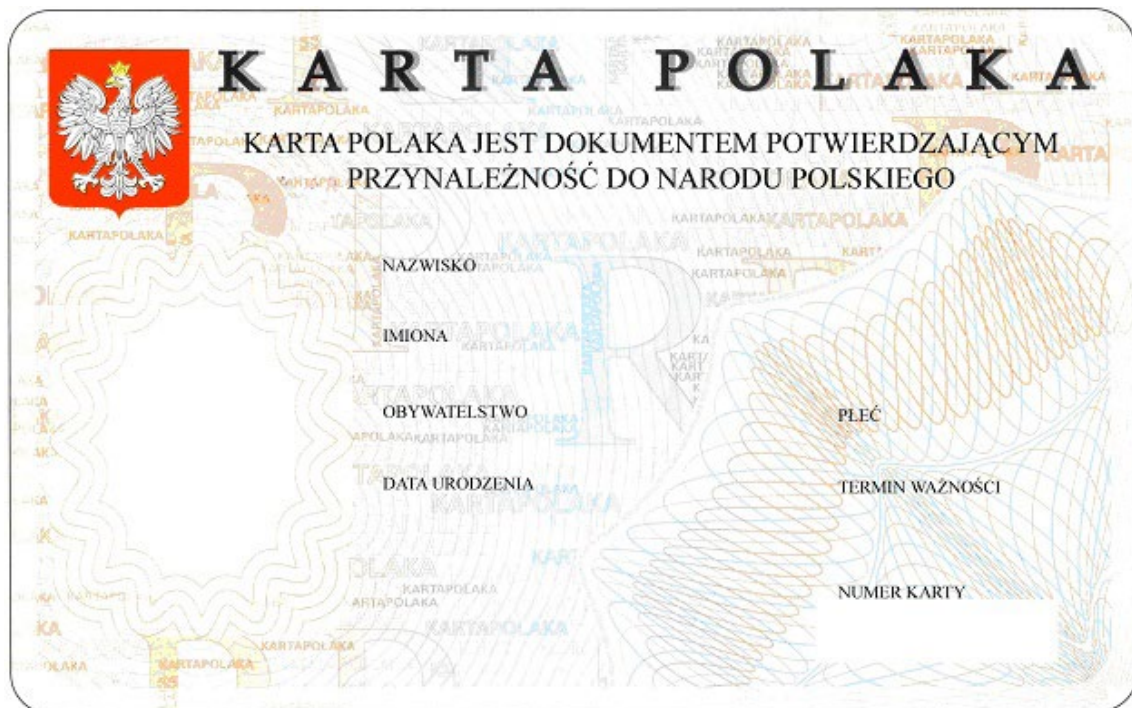 KARTA POLAKA
KARTA POLAKA JEST DOKUMENTEM POTWIERDZAJĄCYM
PRZYNALEŻNOŚĆ DO NARODU POLSKIEGO
NAZWISKO
IMIONA
OBYWATELSTWO
PŁEĆ
DATA URODZENIA
TERMIN WAŻNOŚCI
NUMER KARTY